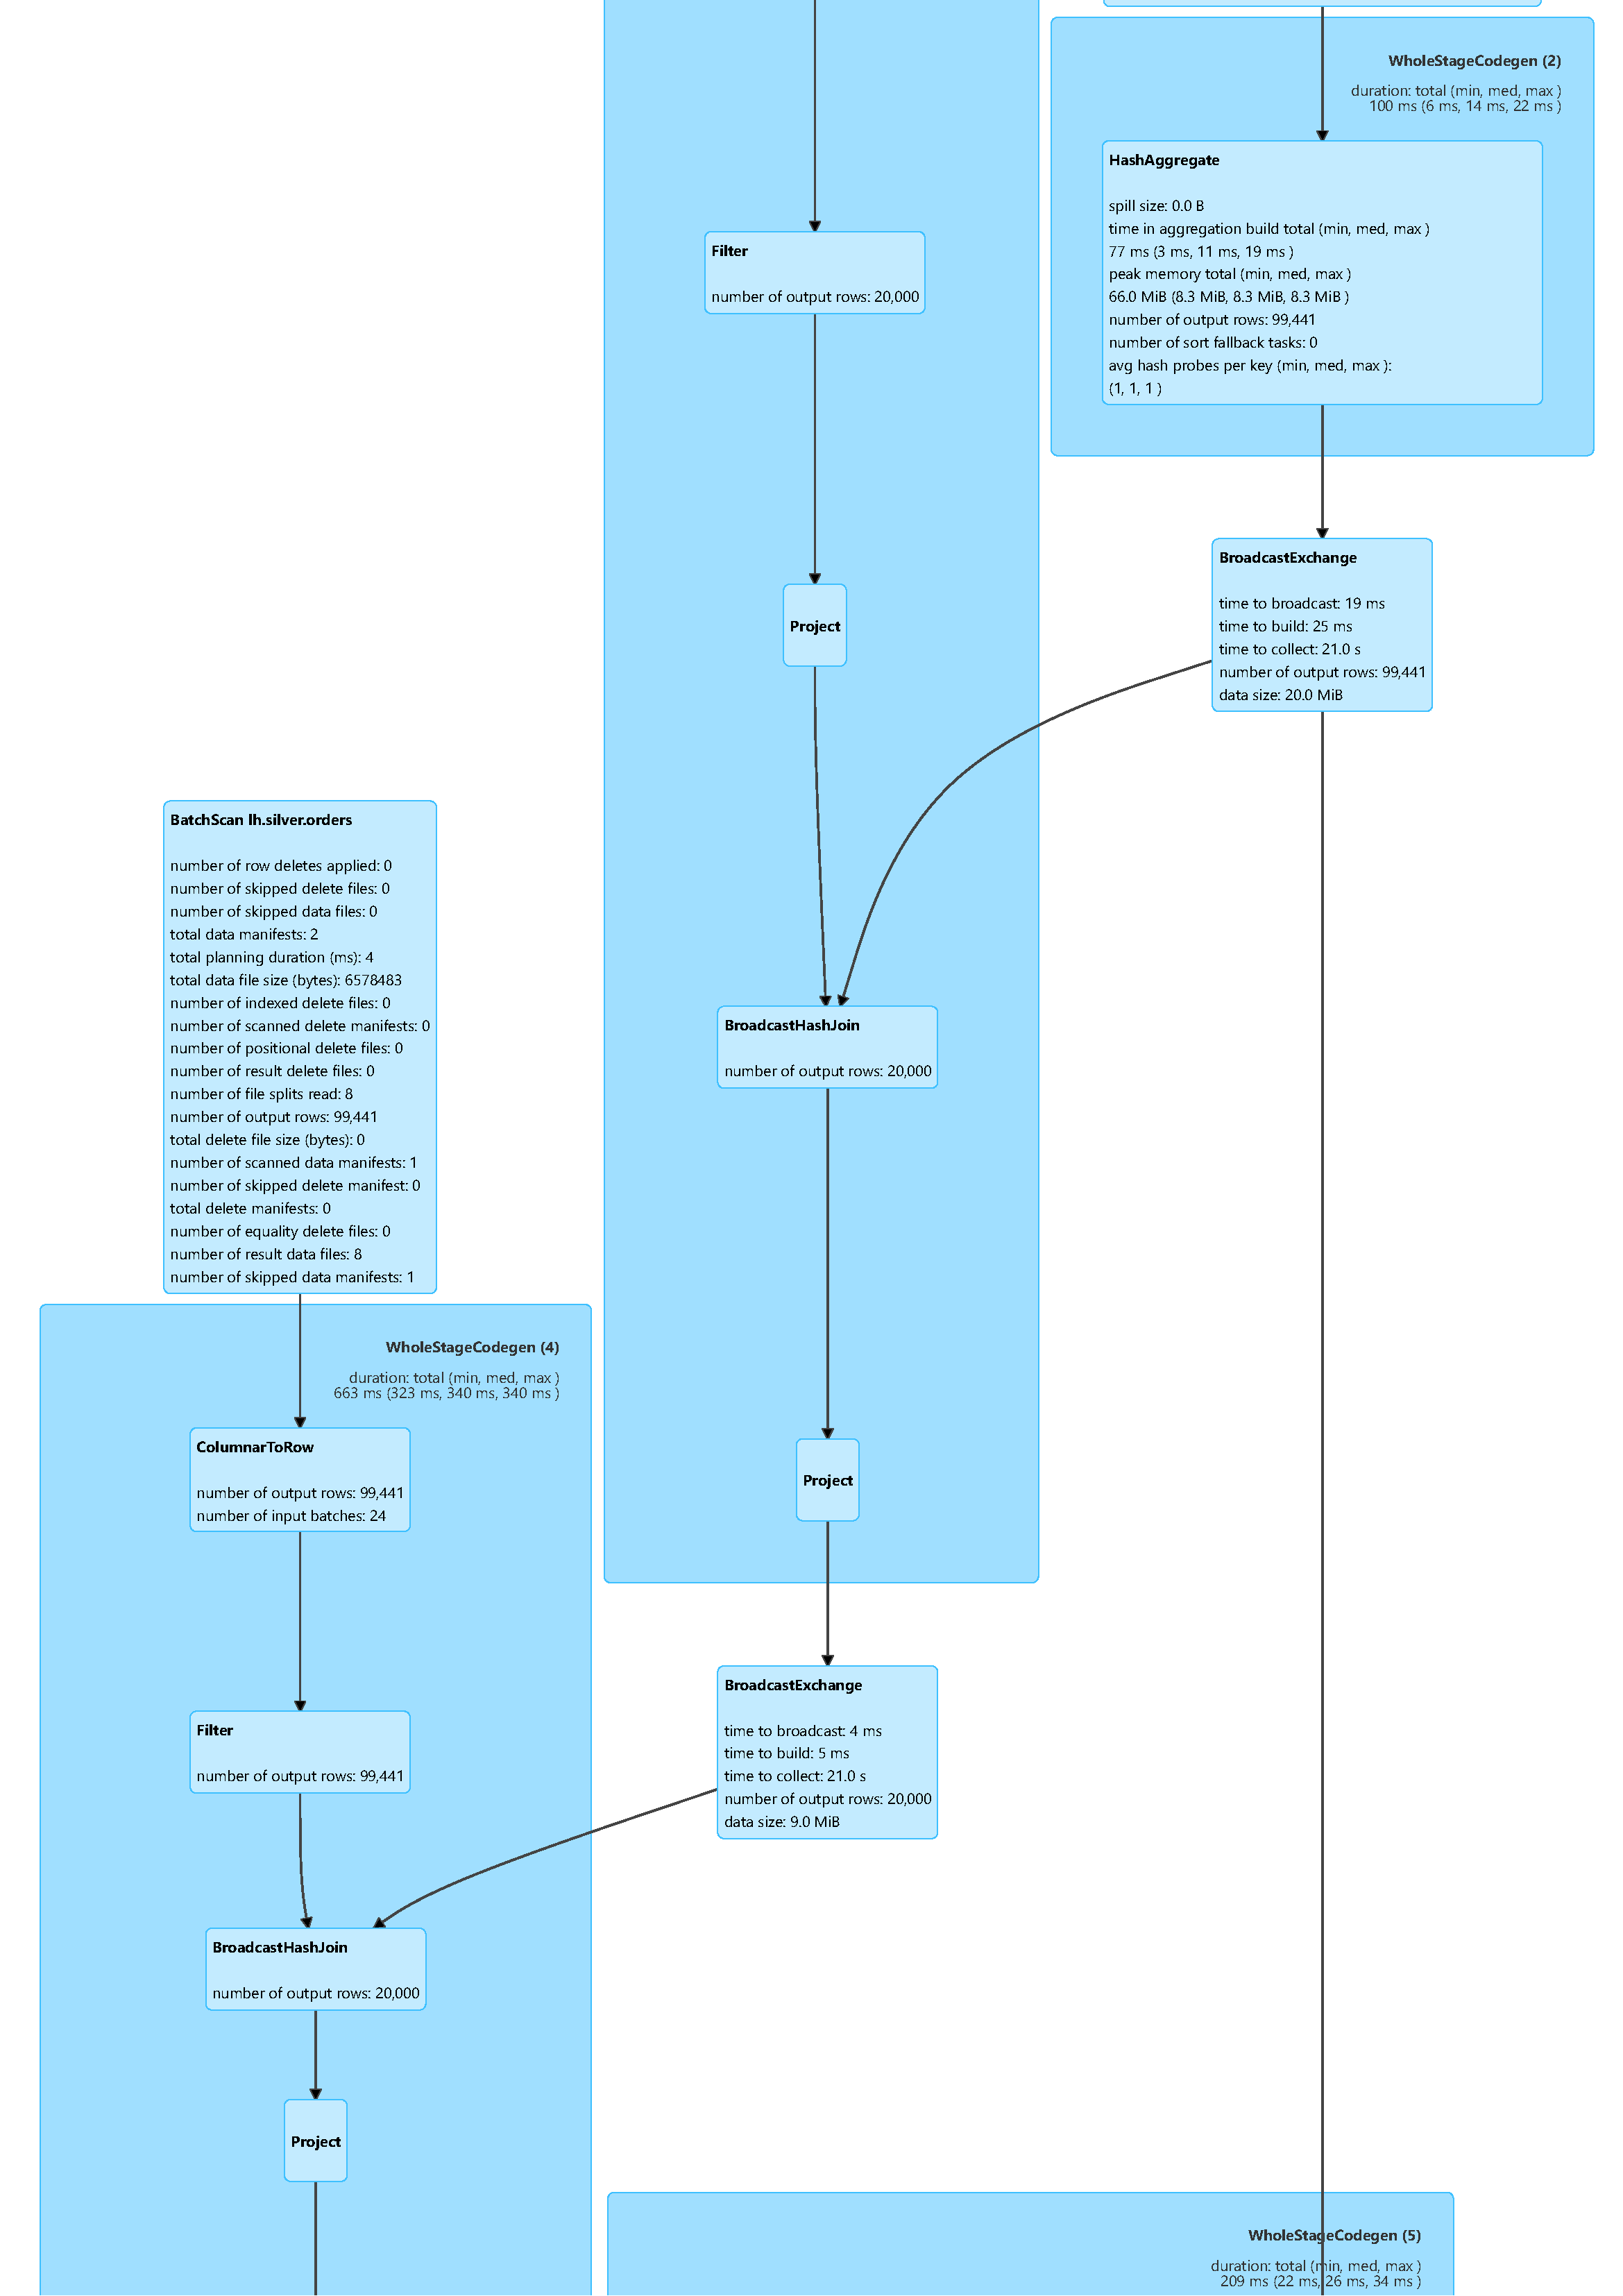 WholeStageCodegen (2)
duration: total (min, med, max )
100 ms (6 ms, 14 ms, 22 ms )
HashAggregate
spill size: 0.0 B
time in aggregation build total (min, med, max )
77 ms (3 ms, 11 ms, 19 ms )
peak memory total (min, med, max )
66.0 MiB (8.3 MiB, 8.3 MiB, 8.3 MiB )
number of output rows: 99,441
number of sort fallback tasks: 0
avg hash probes per key (min, med, max ):
(1, 1, 1 )
Filter
number of output rows: 20,000
Project
BroadcastExchange
time to broadcast: 19 ms
time to build: 25 ms
time to collect: 21.0 s
number of output rows: 99,441
data size: 20.0 MiB
BatchScan lh.silver.orders
number of row deletes applied: 0
number of skipped delete files: 0
number of skipped data files: 0
total data manifests: 2
total planning duration (ms): 4
total data file size (bytes): 6578483
number of indexed delete files: 0
number of scanned delete manifests: 0
number of positional delete files: 0
number of result delete files: 0
number of file splits read: 8
number of output rows: 99,441
total delete file size (bytes): 0
number of scanned data manifests: 1
number of skipped delete manifest: 0
total delete manifests: 0
number of equality delete files: 0
number of result data files: 8
number of skipped data manifests: 1
BroadcastHashJoin
number of output rows: 20,000
Project
WholeStageCodegen (4)
duration: total (min, med, max )
663 ms (323 ms, 340 ms, 340 ms )
ColumnarToRow
number of output rows: 99,441
number of input batches: 24
Filter
number of output rows: 99,441
BroadcastExchange
time to broadcast: 4 ms
time to build: 5 ms
time to collect: 21.0 s
number of output rows: 20,000
data size: 9.0 MiB
BroadcastHashJoin
number of output rows: 20,000
Project
WholeStageCodegen (5)
duration: total (min, med, max )
209 ms (22 ms, 26 ms, 34 ms )